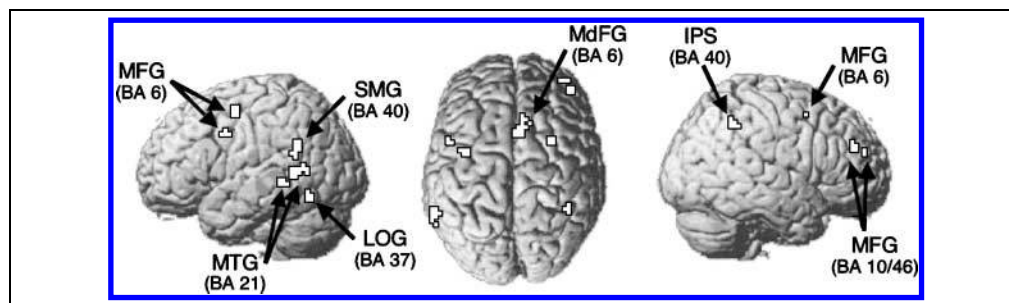 MFG
(BA 6)
SMG
(BA 40)
MTG
(BA 21)
LOG
(BA 37)
MdFG
(BA 6)
IPS
(BA 40)
MFG
(BA 6)
MFG
(BA 10/46)